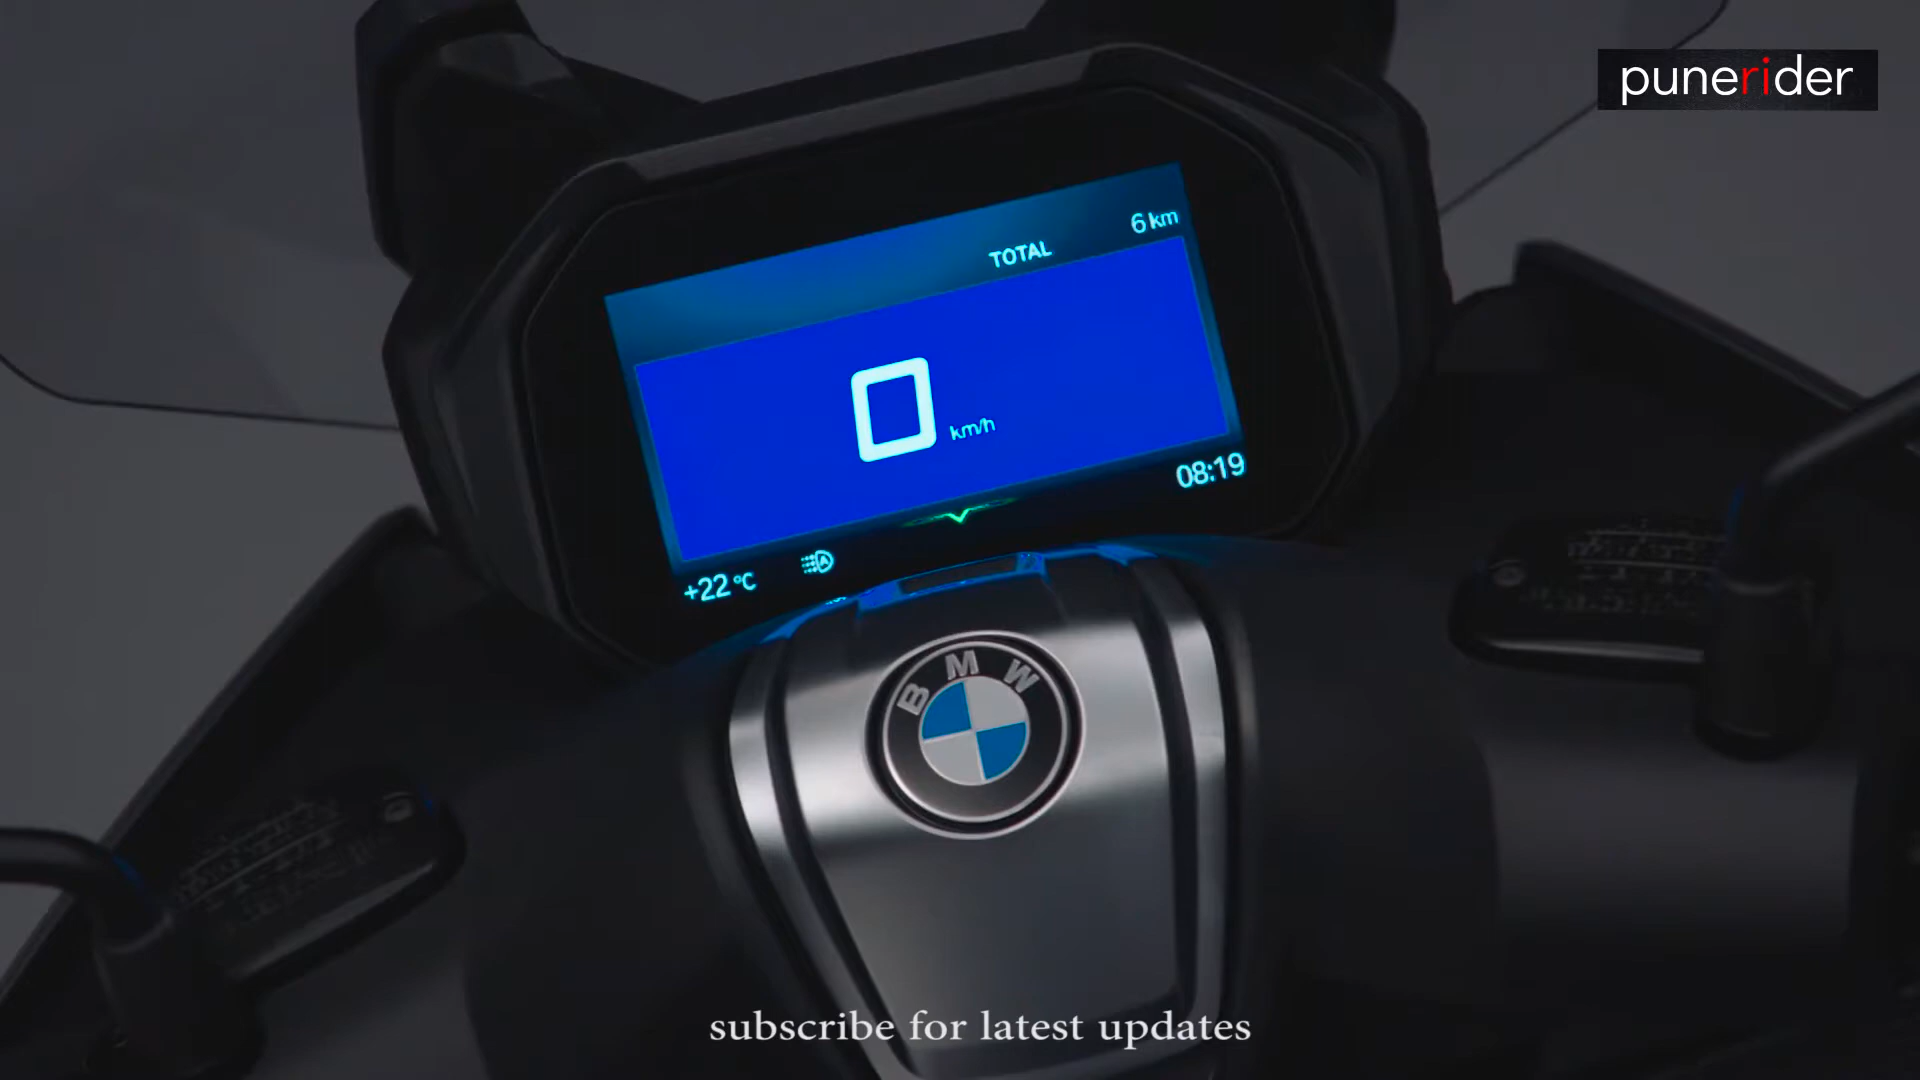 punerider
6 km
TOTAL
0 km/h
08:19
+22 °C
A
BMW
subscribe for latest updates